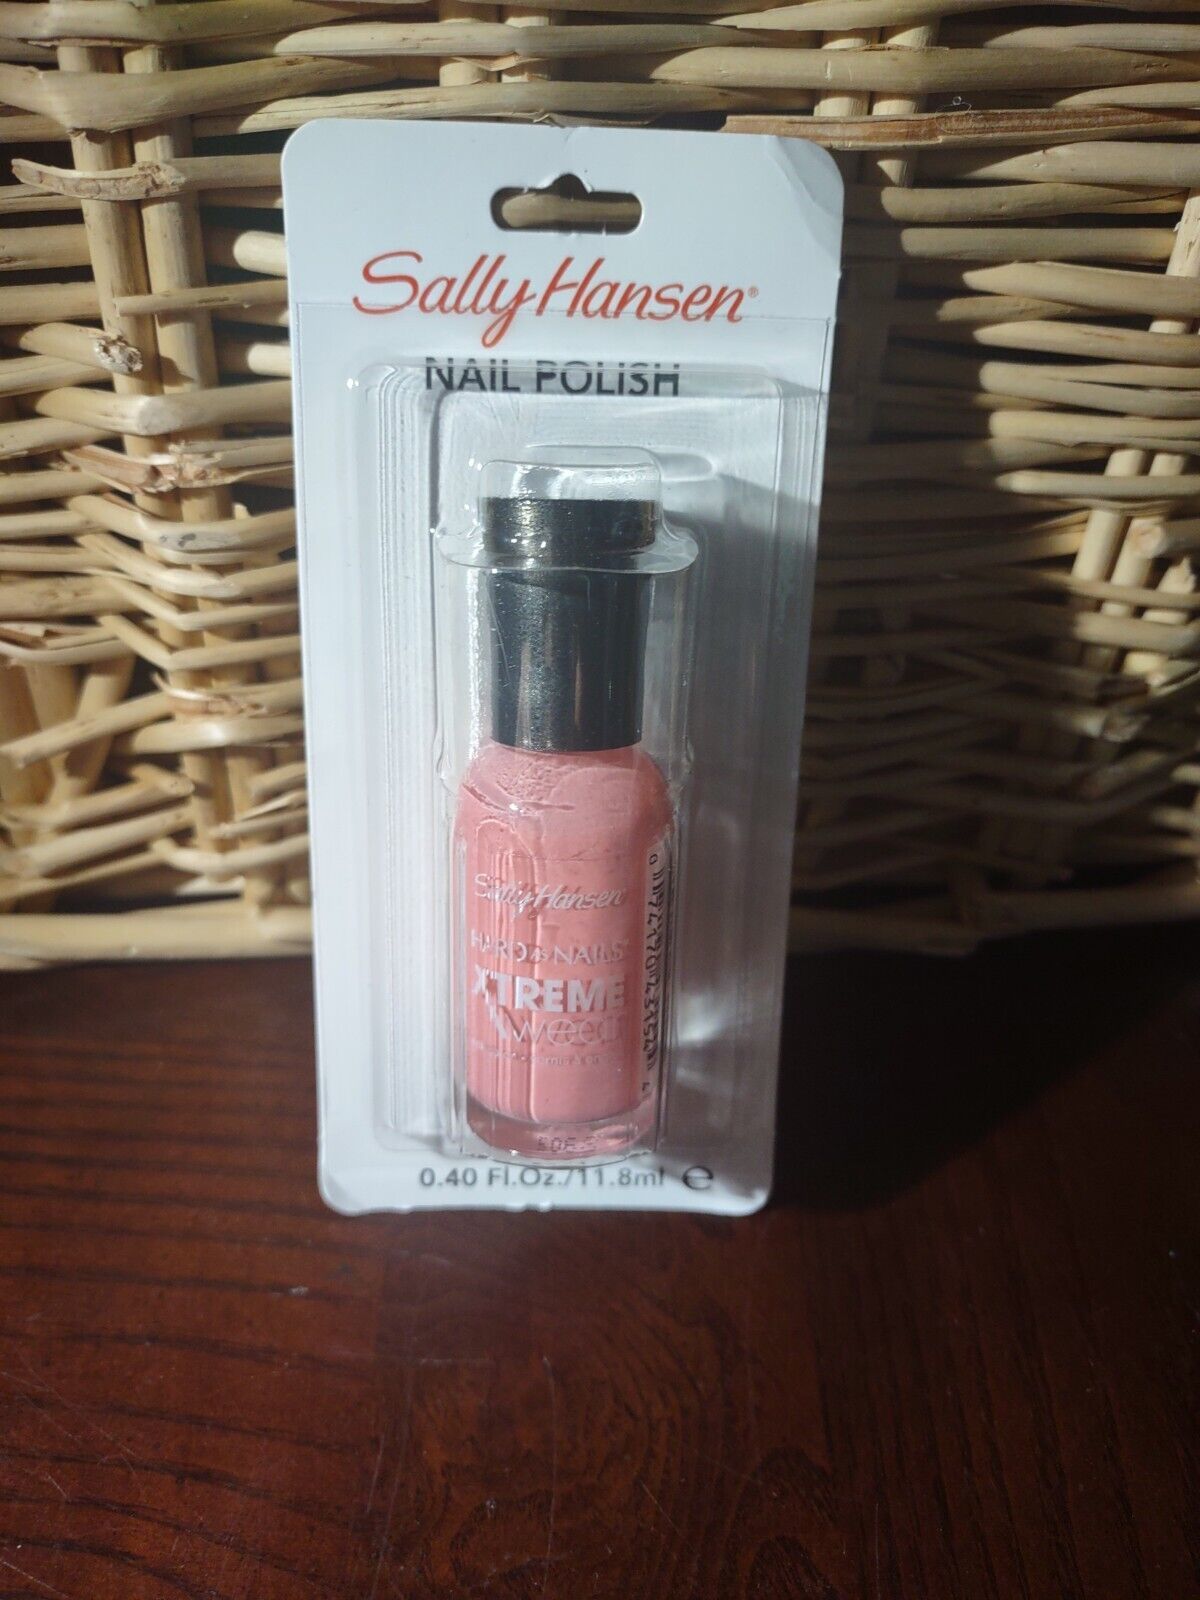 Sally Hansen®
NAIL POLISH
Sally Hansen®
HARD AS NAILS®
XTREME
Wear
0.40 Fl.Oz./11.8ml e